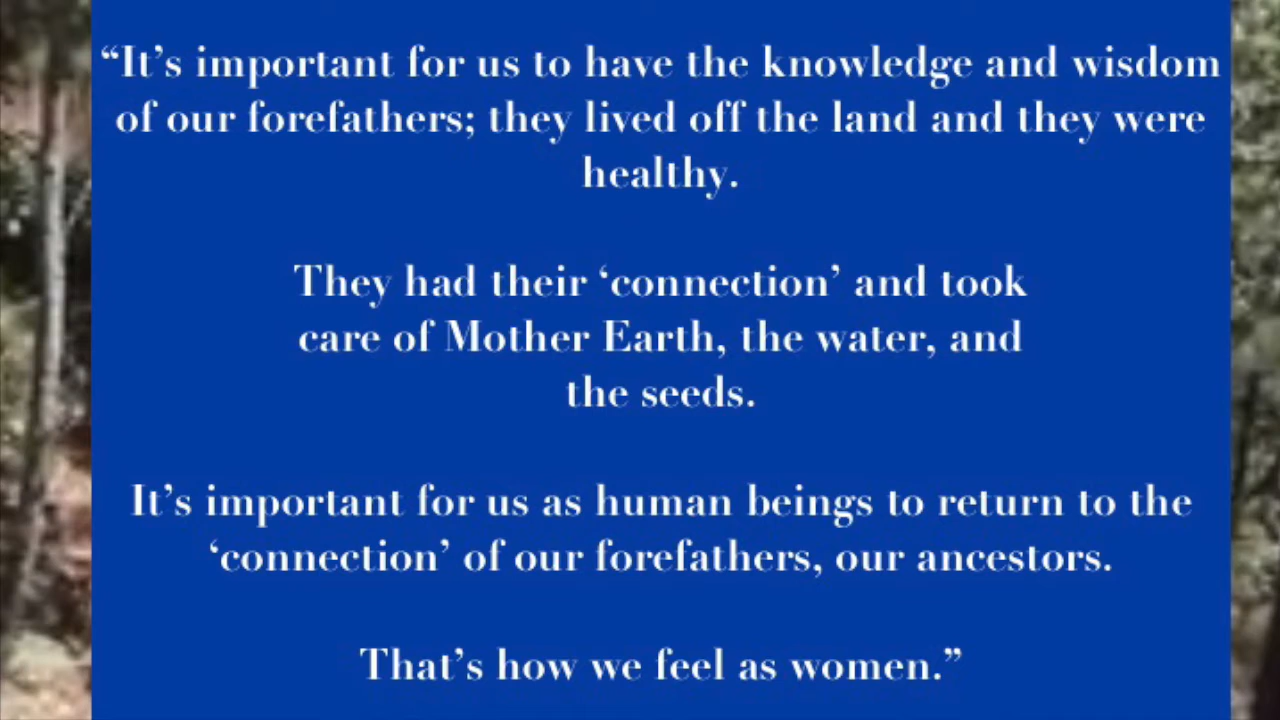 “It’s important for us to have the knowledge and wisdom
of our forefathers; they lived off the land and they were
healthy.
They had their ‘connection’ and took
care of Mother Earth, the water, and
the seeds.
It’s important for us as human beings to return to the
‘connection’ of our forefathers, our ancestors.
That’s how we feel as women.”